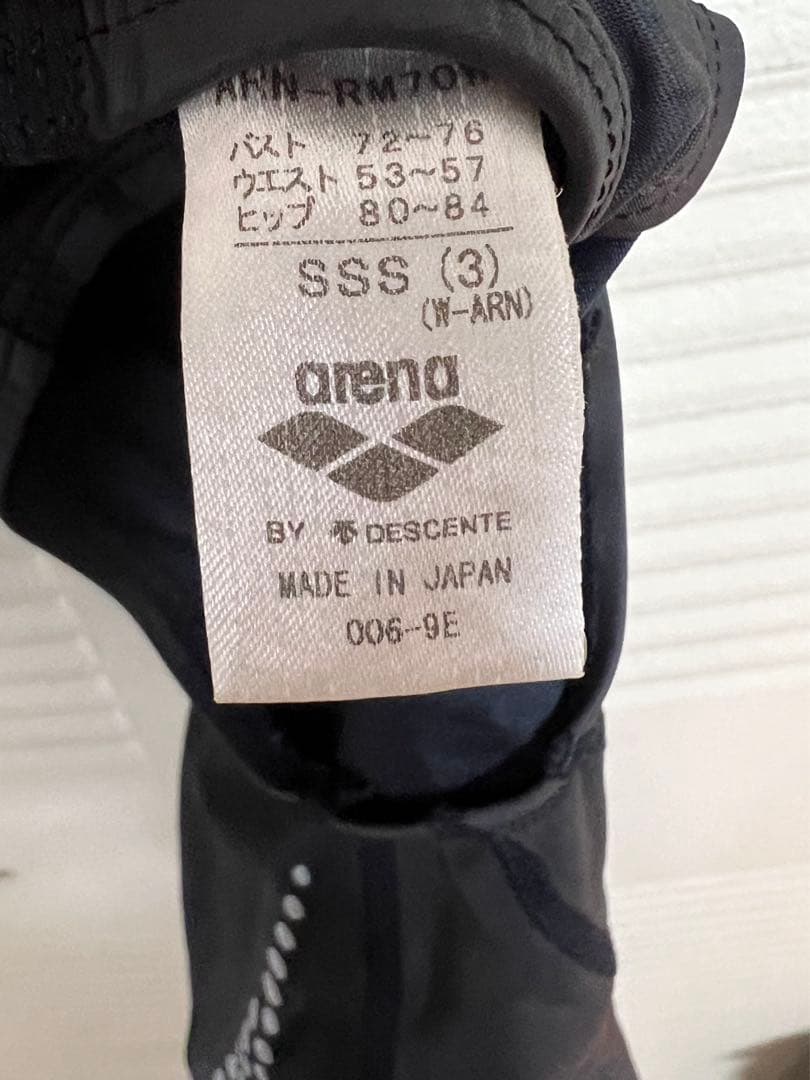 バスト 72~76
ウエスト 53~57
ヒップ 80~84
SSS (3)
(W-ARN)
arena
BY DESCENTE
MADE IN JAPAN
006-9E